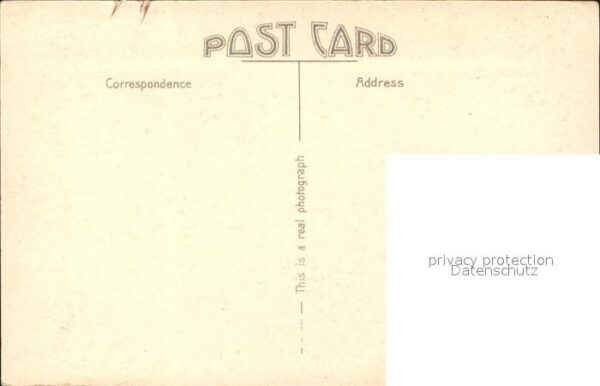 POST CARD
Correspondence
Address
This is a real photograph
privacy protection
Datenschutz